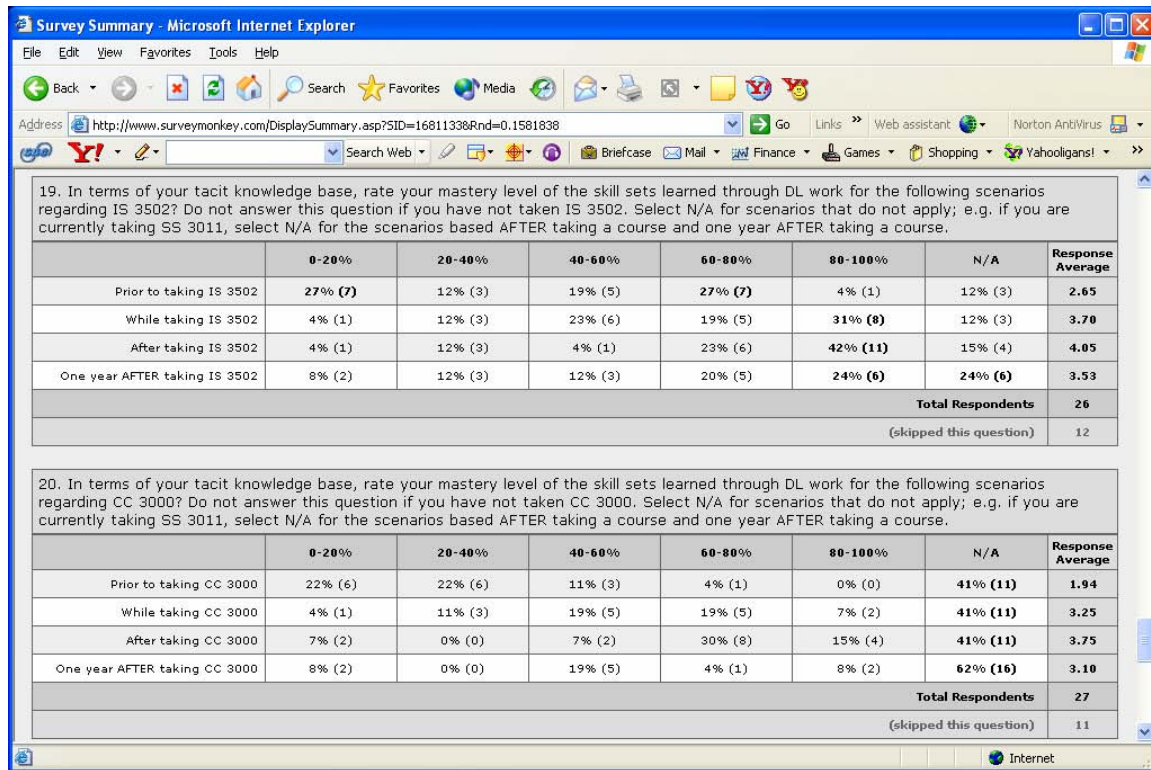 Survey Summary - Microsoft Internet Explorer
File Edit View Favorites Tools Help
Back Search Favorites Media
Address http://www.surveymonkey.com/DisplaySummary.asp?SID=1681133&Rnd=0.1581838 Go Links » Web assistant Norton AntiVirus
Y! Search Web Briefcase Mail Finance Games Shopping Yahooligans! »
19. In terms of your tacit knowledge base, rate your mastery level of the skill sets learned through DL work for the following scenarios
regarding IS 3502? Do not answer this question if you have not taken IS 3502. Select N/A for scenarios that do not apply; e.g. if you are
currently taking SS 3011, select N/A for the scenarios based AFTER taking a course and one year AFTER taking a course.
0-20% 20-40% 40-60% 60-80% 80-100% N/A Response Average
Prior to taking IS 3502 27% (7) 12% (3) 19% (5) 27% (7) 4% (1) 12% (3) 2.65
While taking IS 3502 4% (1) 12% (3) 23% (6) 19% (5) 31% (8) 12% (3) 3.70
After taking IS 3502 4% (1) 12% (3) 4% (1) 23% (6) 42% (11) 15% (4) 4.05
One year AFTER taking IS 3502 8% (2) 12% (3) 12% (3) 20% (5) 24% (6) 24% (6) 3.53
Total Respondents 26
(skipped this question) 12
20. In terms of your tacit knowledge base, rate your mastery level of the skill sets learned through DL work for the following scenarios
regarding CC 3000? Do not answer this question if you have not taken CC 3000. Select N/A for scenarios that do not apply; e.g. if you are
currently taking SS 3011, select N/A for the scenarios based AFTER taking a course and one year AFTER taking a course.
0-20% 20-40% 40-60% 60-80% 80-100% N/A Response Average
Prior to taking CC 3000 22% (6) 22% (6) 11% (3) 4% (1) 0% (0) 41% (11) 1.94
While taking CC 3000 4% (1) 11% (3) 19% (5) 19% (5) 7% (2) 41% (11) 3.25
After taking CC 3000 7% (2) 0% (0) 7% (2) 30% (8) 15% (4) 41% (11) 3.75
One year AFTER taking CC 3000 8% (2) 0% (0) 19% (5) 4% (1) 8% (2) 62% (16) 3.10
Total Respondents 27
(skipped this question) 11
Internet